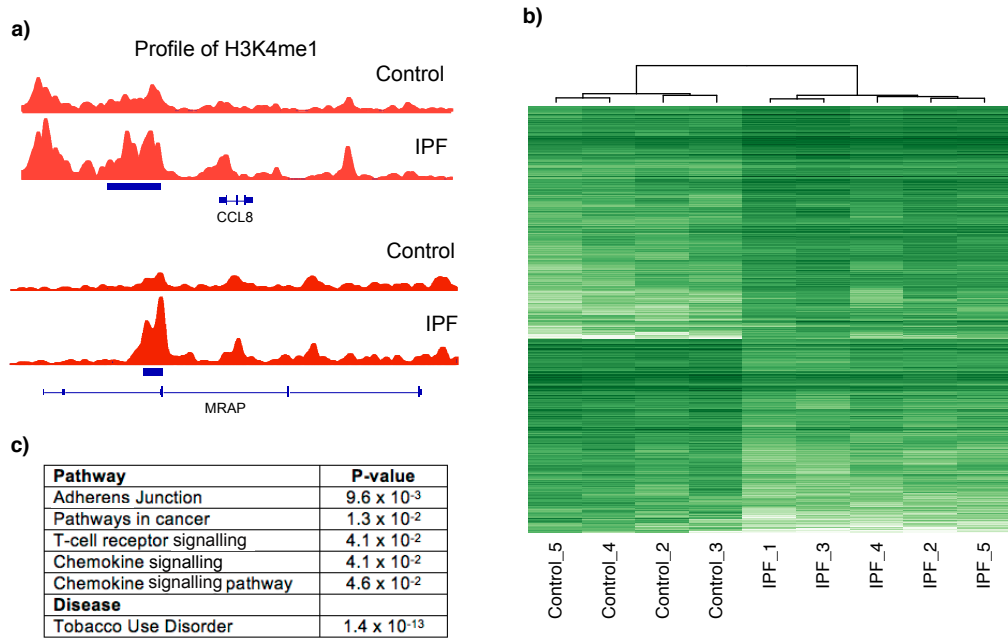 a)
Profile of H3K4me1
Control
IPF
CCL8
Control
IPF
MRAP
b)
Control_5
Control_4
Control_2
Control_3
IPF_1
IPF_3
IPF_4
IPF_2
IPF_5
c)
Pathway P-value
Adherens Junction 9.6 x 10-3
Pathways in cancer 1.3 x 10-2
T-cell receptor signalling 4.1 x 10-2
Chemokine signalling 4.1 x 10-2
Chemokine signalling pathway 4.6 x 10-2
Disease
Tobacco Use Disorder 1.4 x 10-13